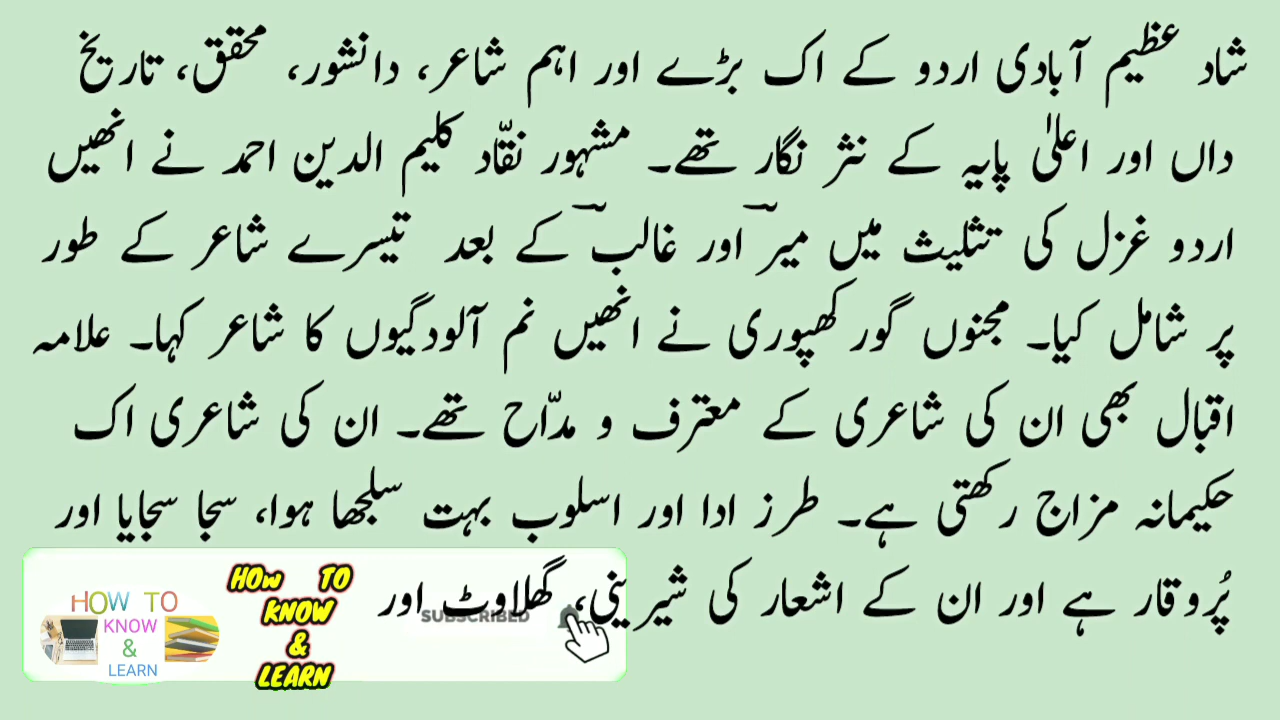 شاد عظیم آبادی اردو کے اک بڑے اور اہم شاعر، دانشور، محقق، تاریخ
داں اور اعلیٰ پایہ کے نثر نگار تھے۔ مشہور نقّاد کلیم الدین احمد نے انھیں
اردو غزل کی تثلیث میں میرؔ اور غالبؔ کے بعد تیسرے شاعر کے طور
پر شامل کیا۔ مجنوں گورکھپوری نے انھیں نم آلودگیوں کا شاعر کہا۔ علامہ
اقبال بھی ان کی شاعری کے معترف و مدّاح تھے۔ ان کی شاعری اک
حکیمانہ مزاج رکھتی ہے۔ طرز ادا اور اسلوب بہت سلجھا ہوا، سجا سجایا اور
پُروقار ہے اور ان کے اشعار کی شیرینی، گھلاوٹ اور
SUBSCRIBED
HOW TO
KNOW
&
LEARN
HOw TO
KNOW
&
LEARN